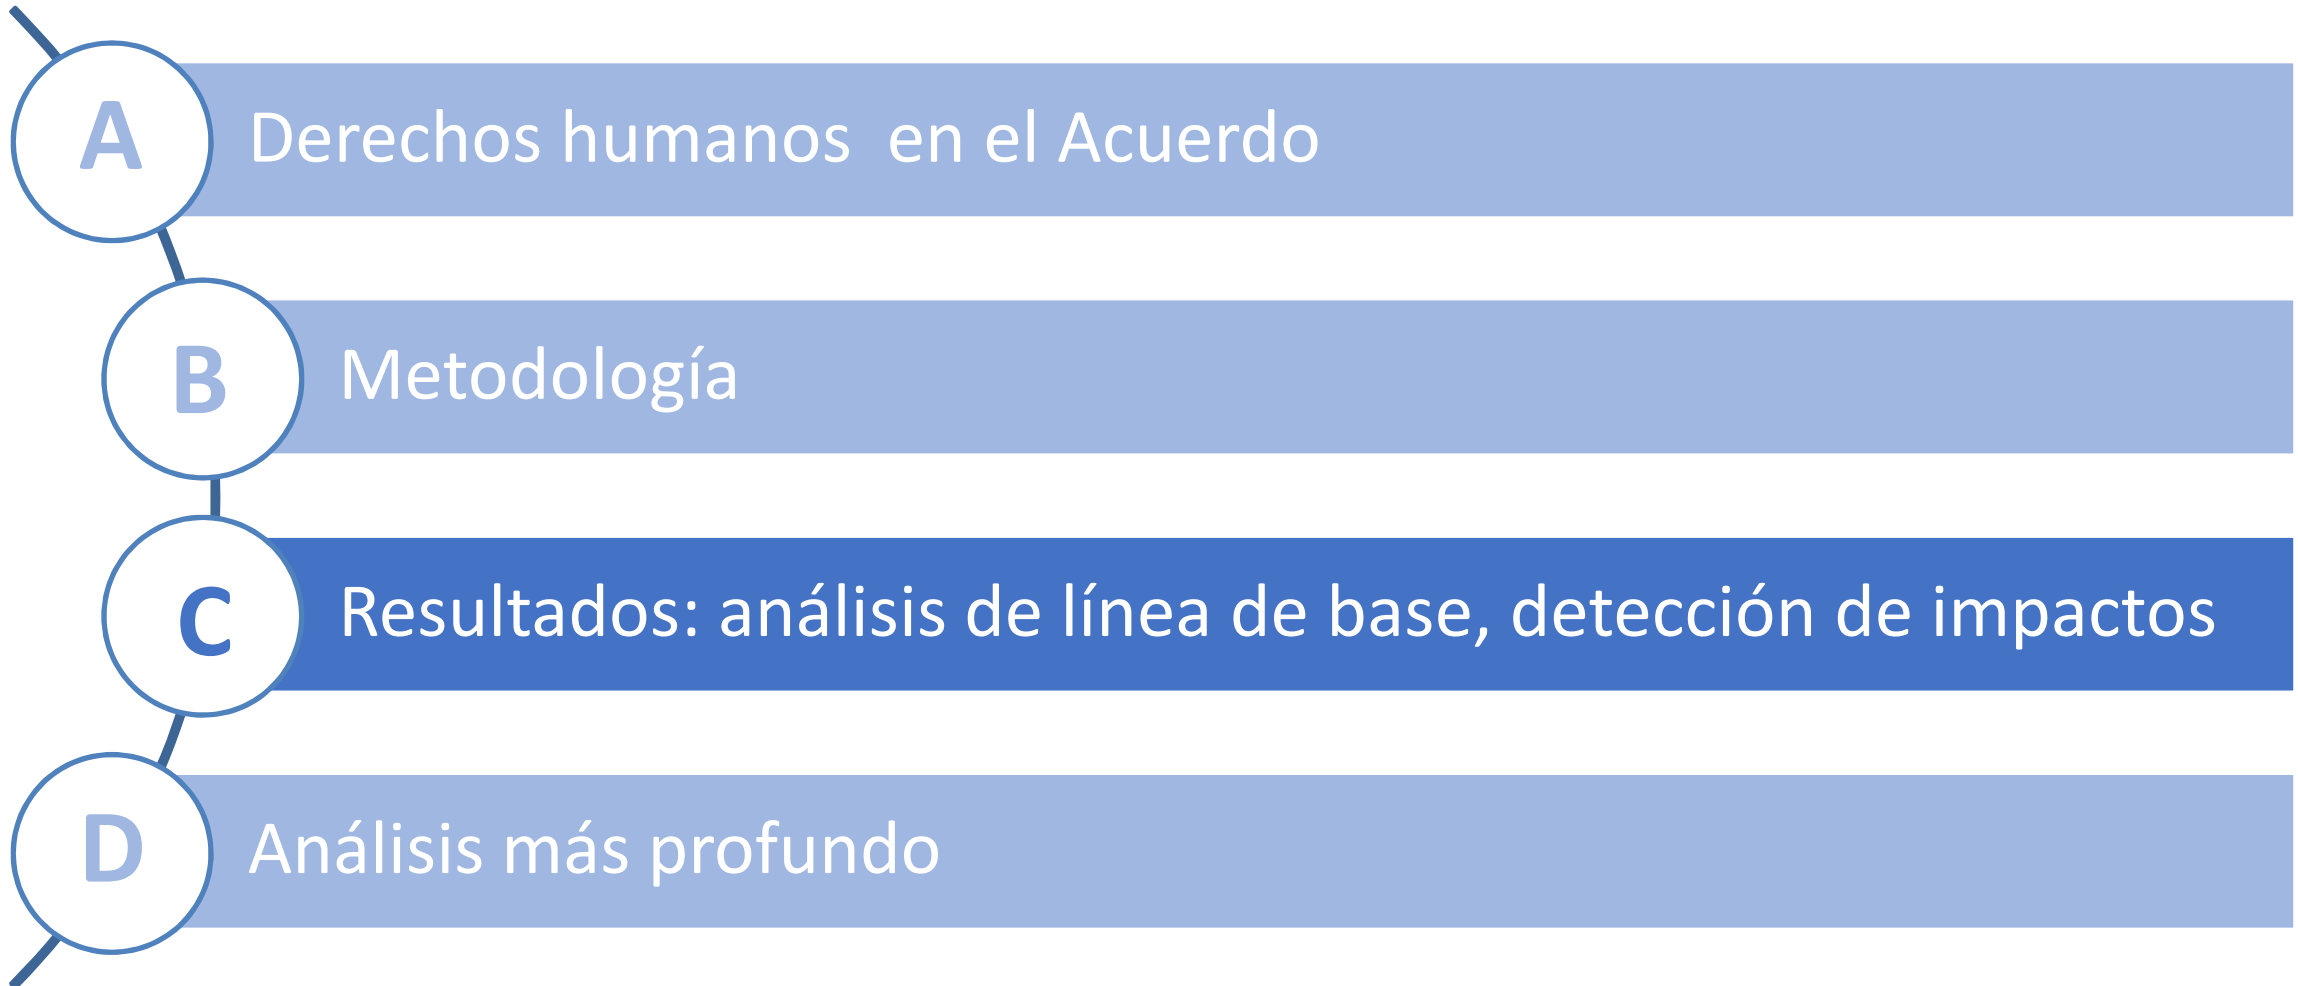 A
Derechos humanos  en el Acuerdo
B
Metodología
C
Resultados: análisis de línea de base, detección de impactos
D
Análisis más profundo